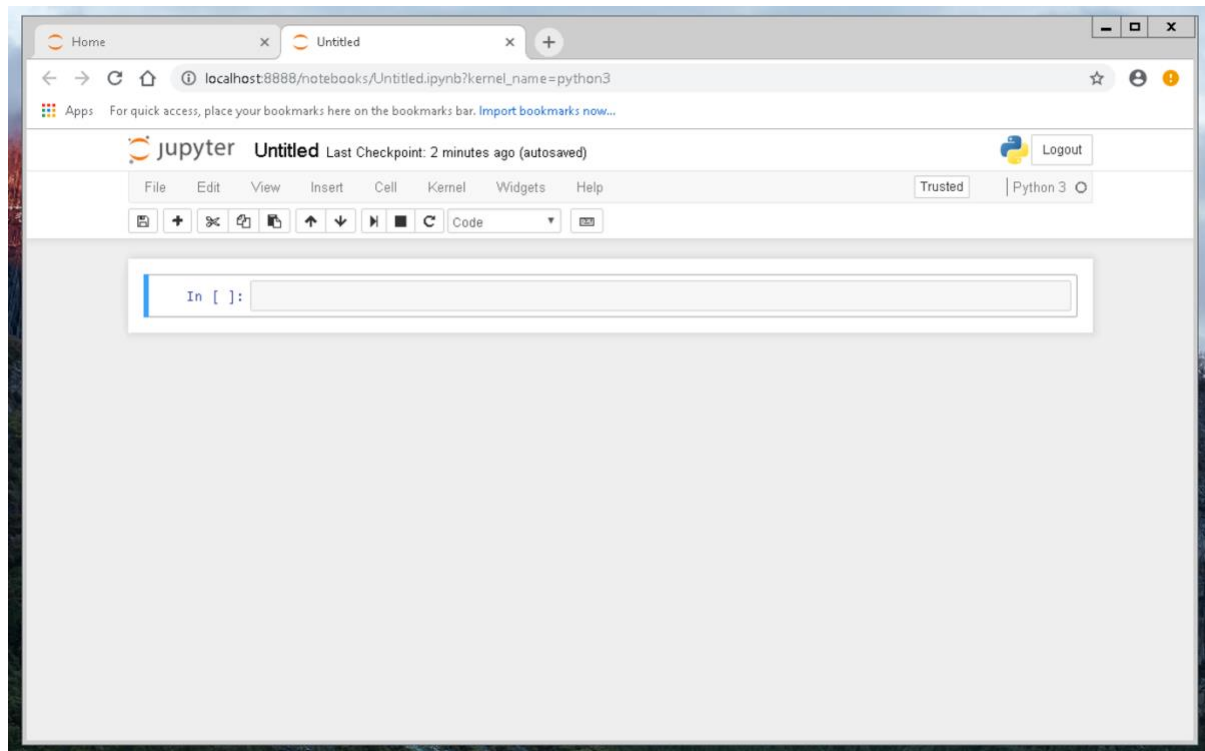 Home Untitled
localhost:8888/notebooks/Untitled.ipynb?kernel_name=python3
Apps For quick access, place your bookmarks here on the bookmarks bar. Import bookmarks now...
jupyter Untitled Last Checkpoint: 2 minutes ago (autosaved) Logout
File Edit View Insert Cell Kernel Widgets Help Trusted Python 3
Code
In [ ]: